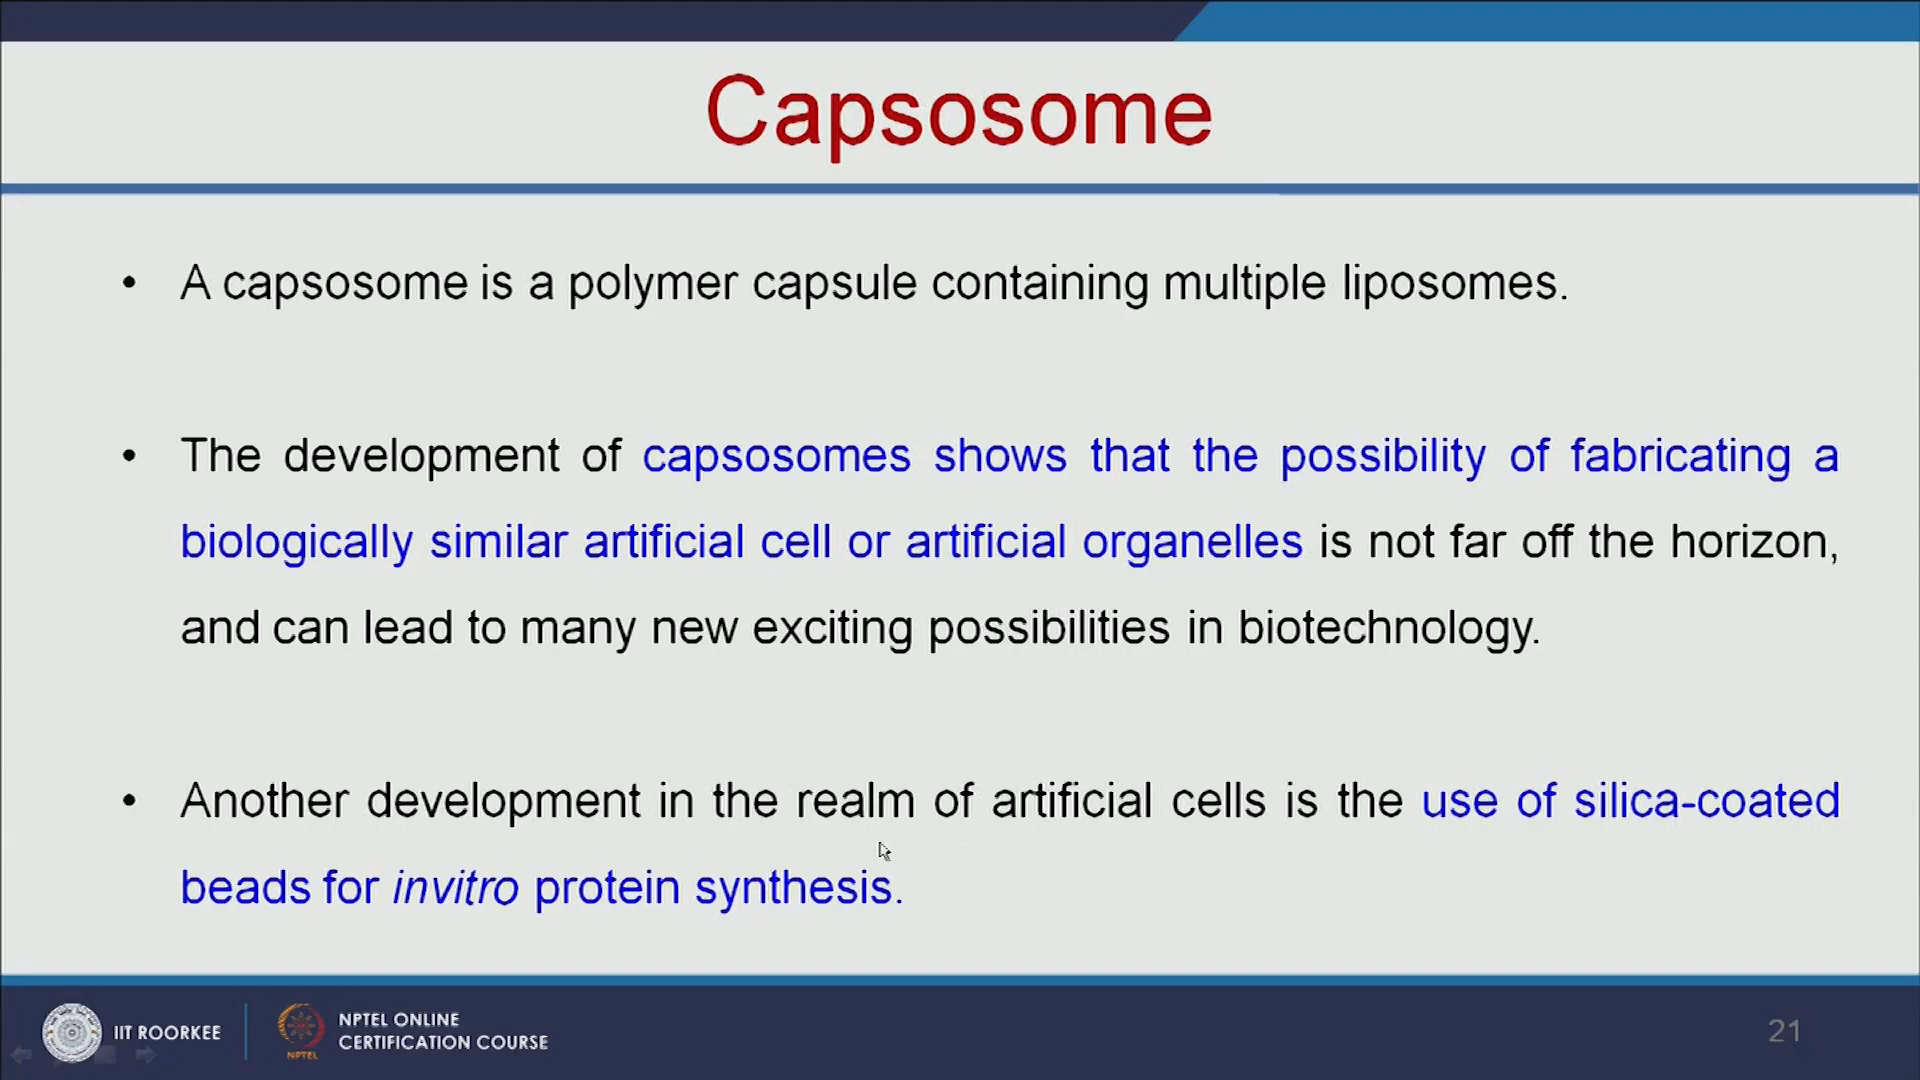 Capsosome
• A capsosome is a polymer capsule containing multiple liposomes.
• The development of capsosomes shows that the possibility of fabricating a
biologically similar artificial cell or artificial organelles is not far off the horizon,
and can lead to many new exciting possibilities in biotechnology.
• Another development in the realm of artificial cells is the use of silica-coated
beads for invitro protein synthesis.
IIT ROORKEE
NPTEL
NPTEL ONLINE
CERTIFICATION COURSE
21